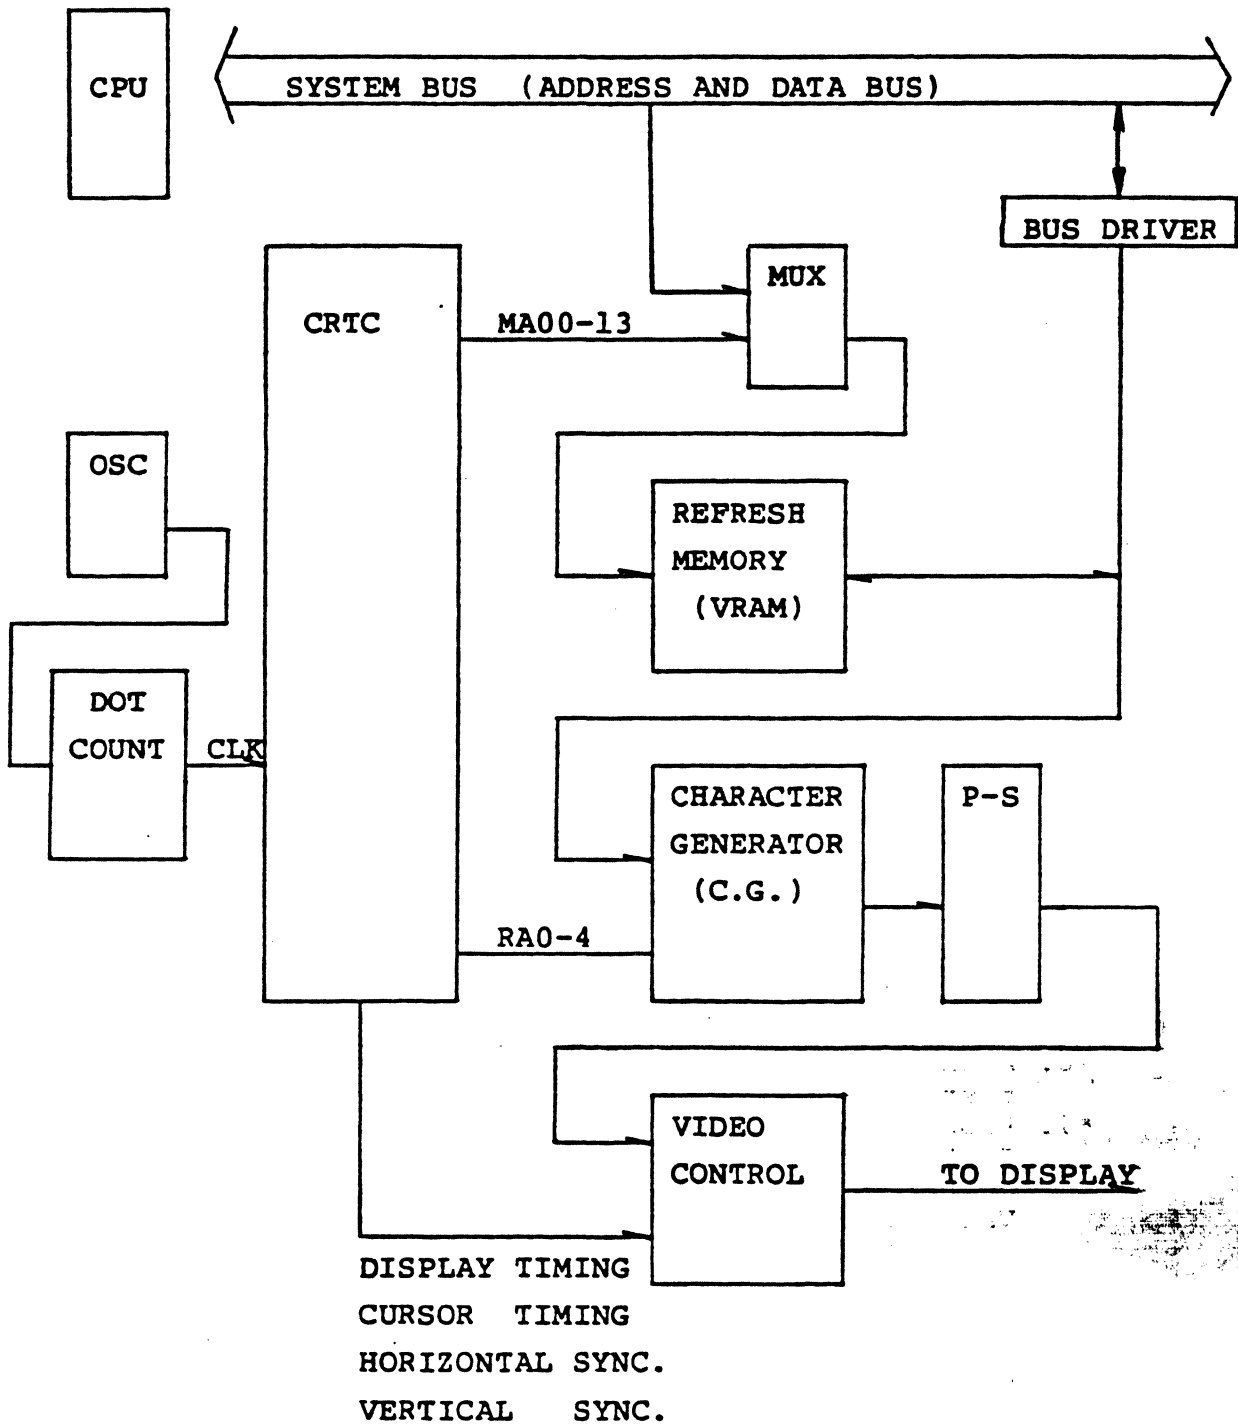 CPU
SYSTEM BUS (ADDRESS AND DATA BUS)
BUS DRIVER
MUX
CRTC
MA00-13
OSC
REFRESH
MEMORY
(VRAM)
DOT
COUNT
CLK
CHARACTER
GENERATOR
(C.G.)
P-S
RA0-4
VIDEO
CONTROL
TO DISPLAY
DISPLAY TIMING
CURSOR TIMING
HORIZONTAL SYNC.
VERTICAL SYNC.